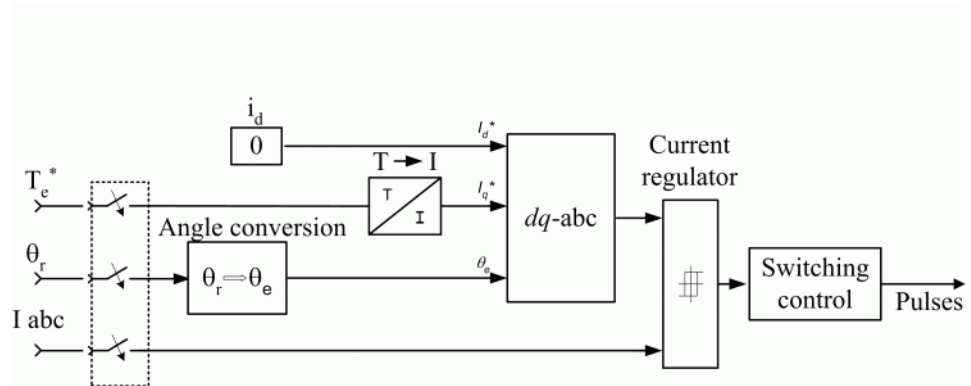 i_d
0
I_d*
T → I
T_e*
T
I
I_q*
Current
regulator
dq-abc
Angle conversion
θ_r
θ_r ⇒ θ_e
θ_e
Switching
control
Pulses
I abc